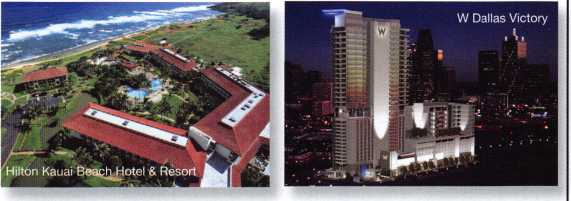 Hilton Kauai Beach Hotel & Resort
W Dallas Victory
W